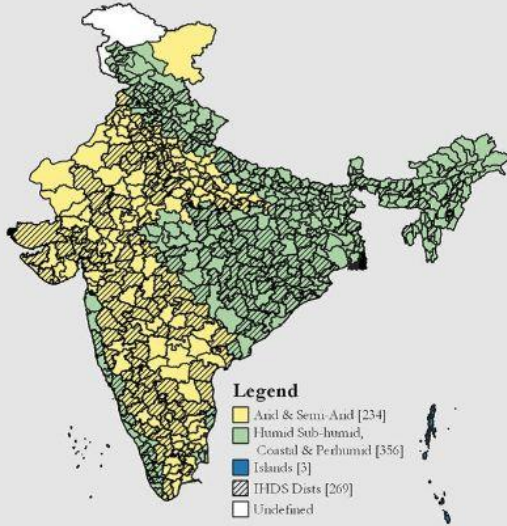 Legend
Arid & Semi-Arid [234]
Humid Sub-humid,
Coastal & Perhumid [356]
Islands [3]
IHDS Dists [269]
Undefined